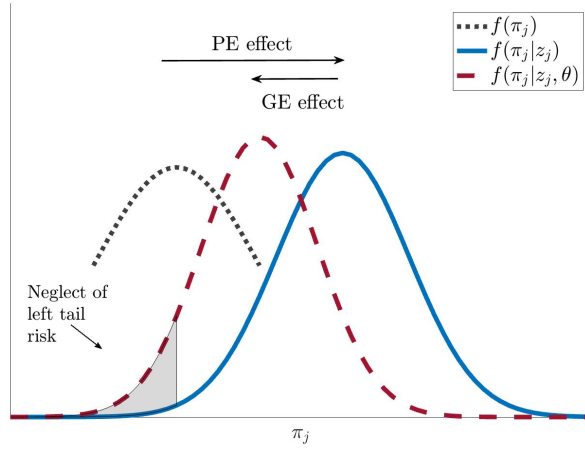 PE effect
GE effect
f(π_j)
f(π_j|z_j)
f(π_j|z_j, θ)
Neglect of
left tail
risk
π_j